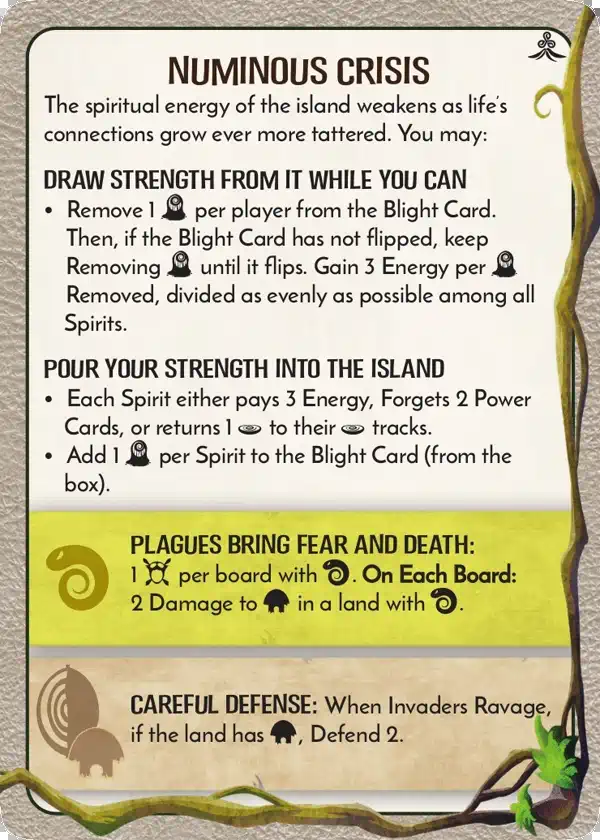 NUMINOUS CRISIS
The spiritual energy of the island weakens as life's
connections grow ever more tattered. You may:
DRAW STRENGTH FROM IT WHILE YOU CAN
• Remove 1 per player from the Blight Card.
Then, if the Blight Card has not flipped, keep
Removing until it flips. Gain 3 Energy per
Removed, divided as evenly as possible among all
Spirits.
POUR YOUR STRENGTH INTO THE ISLAND
• Each Spirit either pays 3 Energy, Forgets 2 Power
Cards, or returns 1 to their tracks.
• Add 1 per Spirit to the Blight Card (from the
box).
PLAGUES BRING FEAR AND DEATH:
1 per board with . On Each Board:
2 Damage to in a land with .
CAREFUL DEFENSE: When Invaders Ravage,
if the land has , Defend 2.